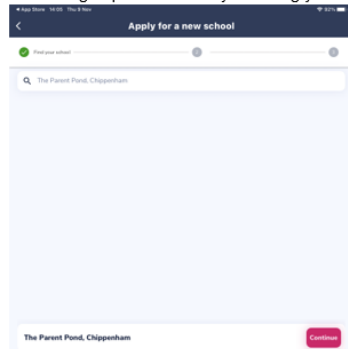 App Store 14:05 Thu 9 Nov 82%
Apply for a new school
Find your school
The Parent Pond, Chippenham
The Parent Pond, Chippenham
Continue